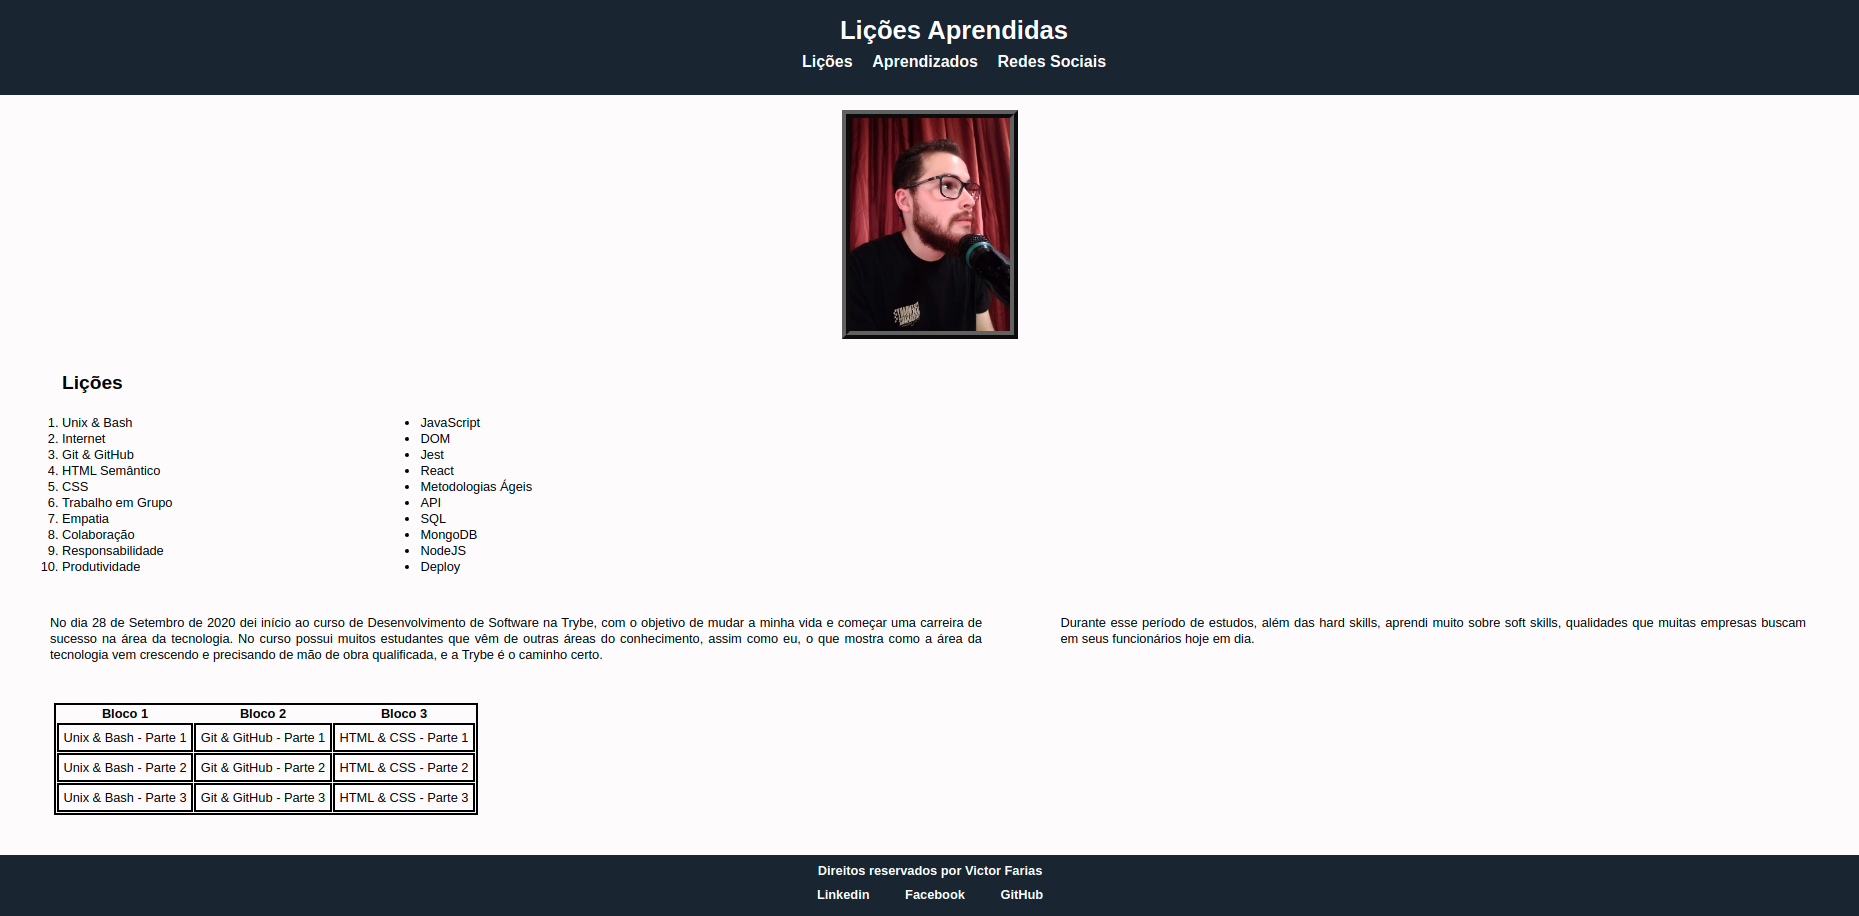 Lições Aprendidas
Lições Aprendizados Redes Sociais
Lições
1. Unix & Bash
2. Internet
3. Git & GitHub
4. HTML Semântico
5. CSS
6. Trabalho em Grupo
7. Empatia
8. Colaboração
9. Responsabilidade
10. Produtividade
• JavaScript
• DOM
• Jest
• React
• Metodologias Ágeis
• API
• SQL
• MongoDB
• NodeJS
• Deploy
No dia 28 de Setembro de 2020 dei início ao curso de Desenvolvimento de Software na Trybe, com o objetivo de mudar a minha vida e começar uma carreira de
sucesso na área da tecnologia. No curso possui muitos estudantes que vêm de outras áreas do conhecimento, assim como eu, o que mostra como a área da
tecnologia vem crescendo e precisando de mão de obra qualificada, e a Trybe é o caminho certo.
Durante esse período de estudos, além das hard skills, aprendi muito sobre soft skills, qualidades que muitas empresas buscam
em seus funcionários hoje em dia.
Bloco 1 Bloco 2 Bloco 3
Unix & Bash - Parte 1 Git & GitHub - Parte 1 HTML & CSS - Parte 1
Unix & Bash - Parte 2 Git & GitHub - Parte 2 HTML & CSS - Parte 2
Unix & Bash - Parte 3 Git & GitHub - Parte 3 HTML & CSS - Parte 3
Direitos reservados por Victor Farias
Linkedin Facebook GitHub